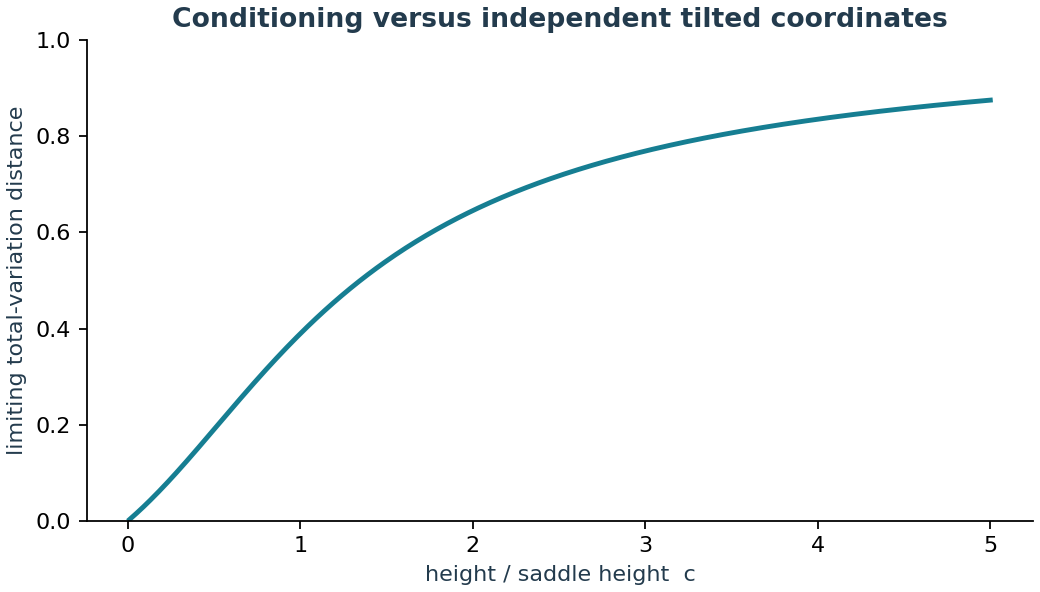 Conditioning versus independent tilted coordinates
1.0
0.8
0.6
0.4
0.2
0.0
limiting total-variation distance
0 1 2 3 4 5
height / saddle height  c